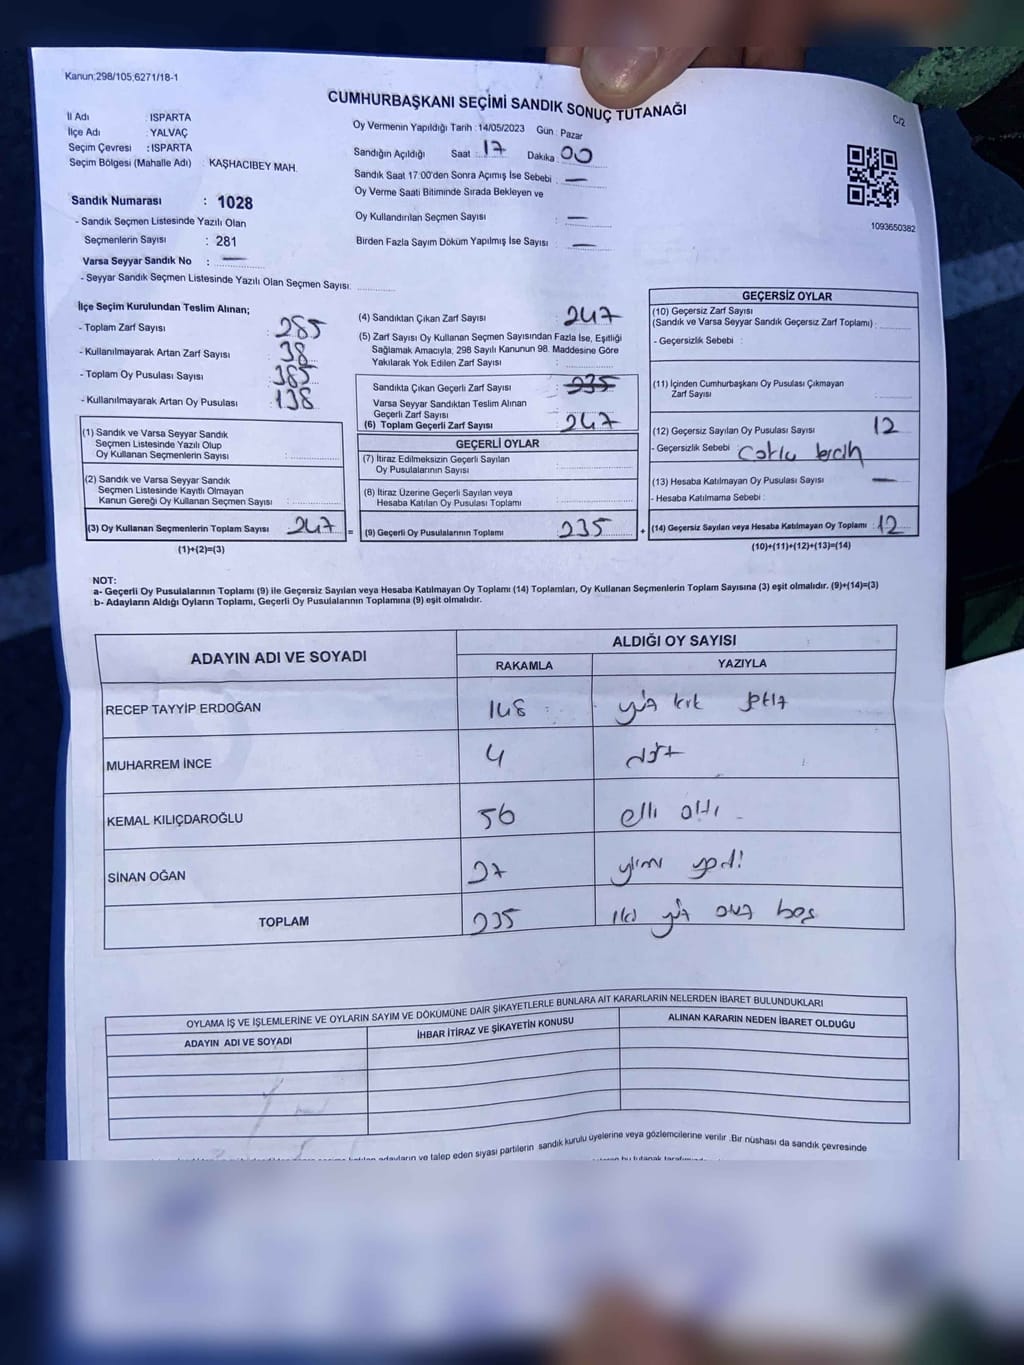 Kanun:298/105,6271/18-1
CUMHURBAŞKANI SEÇİMİ SANDIK SONUÇ TUTANAĞI
C/2
İl Adı : ISPARTA
İlçe Adı : YALVAÇ
Seçim Çevresi : ISPARTA
Seçim Bölgesi (Mahalle Adı) : KAŞHACIBEY MAH.
Sandık Numarası : 1028
- Sandık Seçmen Listesinde Yazılı Olan
Seçmenlerin Sayısı : 281
Varsa Seyyar Sandık No : —
- Seyyar Sandık Seçmen Listesinde Yazılı Olan Seçmen Sayısı:
Oy Vermenin Yapıldığı Tarih : 14/05/2023 Gün : Pazar
Sandığın Açıldığı Saat : 17 Dakika : 00
Sandık Saat 17:00'den Sonra Açımış İse Sebebi : —
Oy Verme Saati Bitiminde Sırada Bekleyen ve
Oy Kullandırılan Seçmen Sayısı : —
Birden Fazla Sayım Döküm Yapılmış İse Sayısı : —
1093650382
İlçe Seçim Kurulundan Teslim Alınan;
- Toplam Zarf Sayısı : 285
- Kullanılmayarak Artan Zarf Sayısı : 38
- Toplam Oy Pusulası Sayısı : 385
- Kullanılmayarak Artan Oy Pusulası : 138
(1) Sandık ve Varsa Seyyar Sandık
Seçmen Listesinde Yazılı Olup
Oy Kullanan Seçmenlerin Sayısı :
(2) Sandık ve Varsa Seyyar Sandık
Seçmen Listesinde Kayıtlı Olmayan
Kanun Gereği Oy Kullanan Seçmen Sayısı :
(3) Oy Kullanan Seçmenlerin Toplam Sayısı : 247
(1)+(2)=(3)
(4) Sandıktan Çıkan Zarf Sayısı : 247
(5) Zarf Sayısı Oy Kullanan Seçmen Sayısından Fazla İse, Eşitliği
Sağlamak Amacıyla, 298 Sayılı Kanunun 98. Maddesine Göre
Yakılarak Yok Edilen Zarf Sayısı :
Sandıkta Çıkan Geçerli Zarf Sayısı : 235
Varsa Seyyar Sandıktan Teslim Alınan
Geçerli Zarf Sayısı :
(6) Toplam Geçerli Zarf Sayısı : 247
GEÇERLİ OYLAR
(7) İtiraz Edilmeksizin Geçerli Sayılan
Oy Pusulalarının Sayısı :
(8) İtiraz Üzerine Geçerli Sayılan veya
Hesaba Katılan Oy Pusulası Toplamı :
= (9) Geçerli Oy Pusulalarının Toplamı : 235
GEÇERSİZ OYLAR
(10) Geçersiz Zarf Sayısı
(Sandık ve Varsa Seyyar Sandık Geçersiz Zarf Toplamı) :
- Geçersizlik Sebebi :
(11) İçinden Cumhurbaşkanı Oy Pusulası Çıkmayan
Zarf Sayısı :
(12) Geçersiz Sayılan Oy Pusulası Sayısı : 12
- Geçersizlik Sebebi :
(13) Hesaba Katılmayan Oy Pusulası Sayısı : —
- Hesaba Katılmama Sebebi :
+ (14) Geçersiz Sayılan veya Hesaba Katılmayan Oy Toplamı : 12
(10)+(11)+(12)+(13)=(14)
NOT:
a- Geçerli Oy Pusulalarının Toplamı (9) ile Geçersiz Sayılan veya Hesaba Katılmayan Oy Toplamı (14) Toplamları, Oy Kullanan Seçmenlerin Toplam Sayısına (3) eşit olmalıdır. (9)+(14)=(3)
b- Adayların Aldığı Oyların Toplamı, Geçerli Oy Pusulalarının Toplamına (9) eşit olmalıdır.
ADAYIN ADI VE SOYADI ALDIĞI OY SAYISI
RAKAMLA YAZIYLA
RECEP TAYYİP ERDOĞAN 148 yüz kırk sekiz
MUHARREM İNCE 4 dört
KEMAL KILIÇDAROĞLU 56 elli altı
SİNAN OĞAN 27 yirmi yedi
TOPLAM 235 iki yüz otuz beş
OYLAMA İŞ VE İŞLEMLERİNE VE OYLARIN SAYIM VE DÖKÜMÜNE DAİR ŞİKAYETLERLE BUNLARA AİT KARARLARIN NELERDEN İBARET BULUNDUKLARI
ADAYIN ADI VE SOYADI İHBAR İTİRAZ VE ŞİKAYETİN KONUSU ALINAN KARARIN NEDEN İBARET OLDUĞU
adayların ve talep eden siyasi partilerin sandık kurulu üyelerine veya gözlemcilerine verilir .Bir nüshası da sandık çevresinde